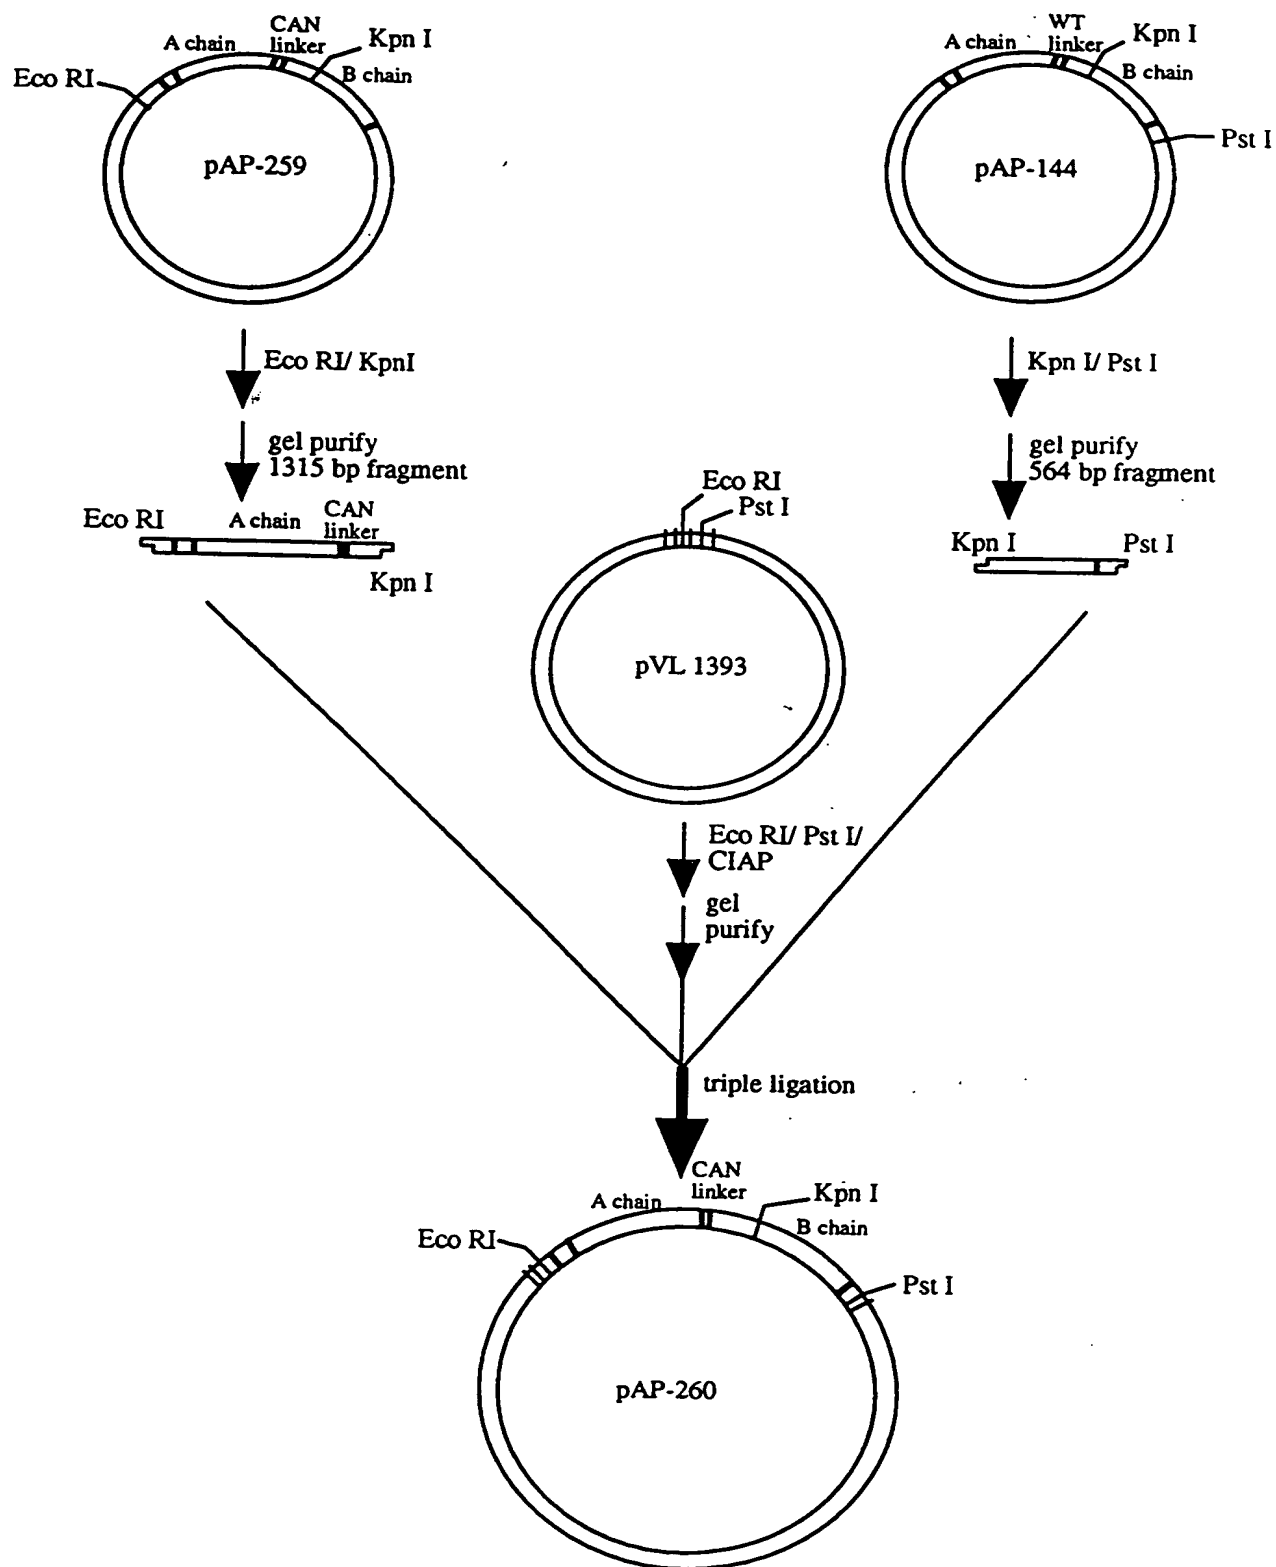 A chain
CAN
linker
Kpn I
B chain
Eco RI
pAP-259
A chain
WT
linker
Kpn I
B chain
Pst I
pAP-144
Eco RI/ KpnI
gel purify
1315 bp fragment
Kpn I/ Pst I
gel purify
564 bp fragment
Eco RI
A chain
CAN
linker
Kpn I
Eco RI
Pst I
Kpn I
Pst I
pVL 1393
Eco RI/ Pst I/
CIAP
gel
purify
triple ligation
A chain
CAN
linker
Kpn I
B chain
Eco RI
Pst I
pAP-260